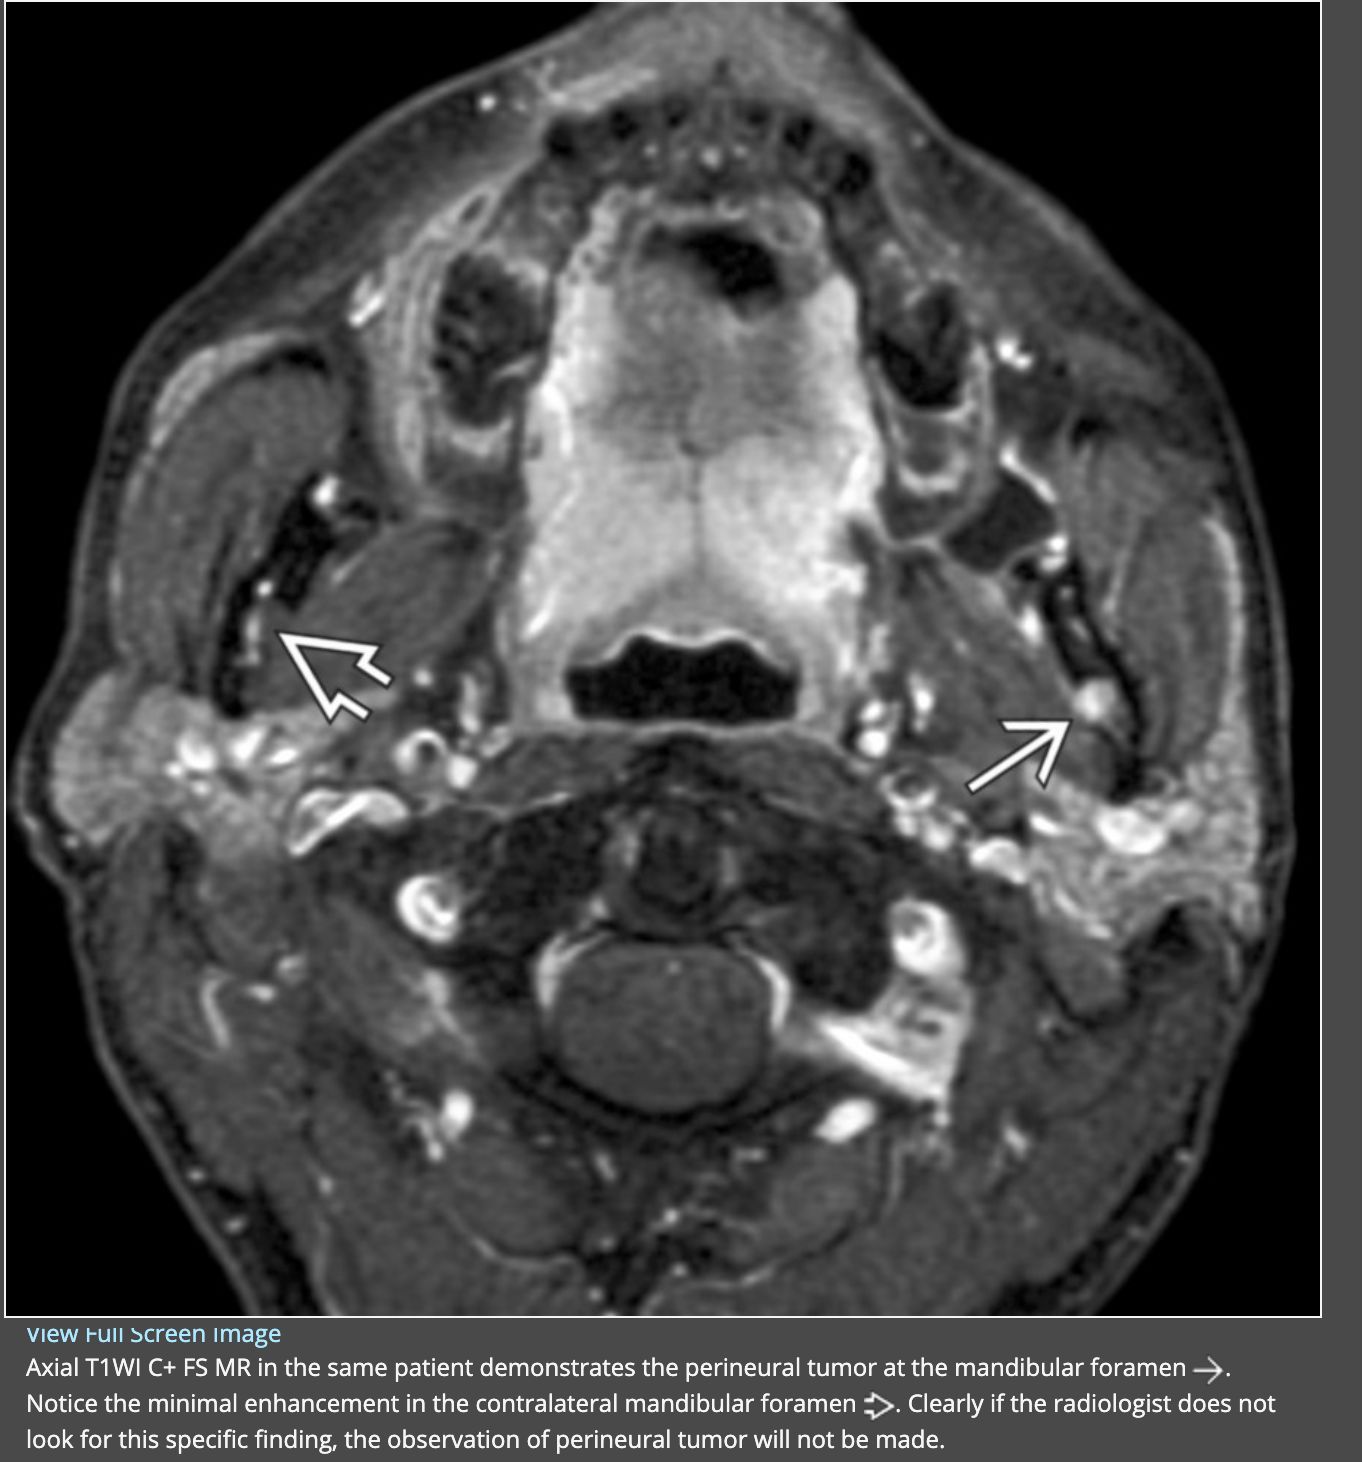 View Full Screen Image
Axial T1WI C+ FS MR in the same patient demonstrates the perineural tumor at the mandibular foramen →.
Notice the minimal enhancement in the contralateral mandibular foramen ⇨. Clearly if the radiologist does not
look for this specific finding, the observation of perineural tumor will not be made.